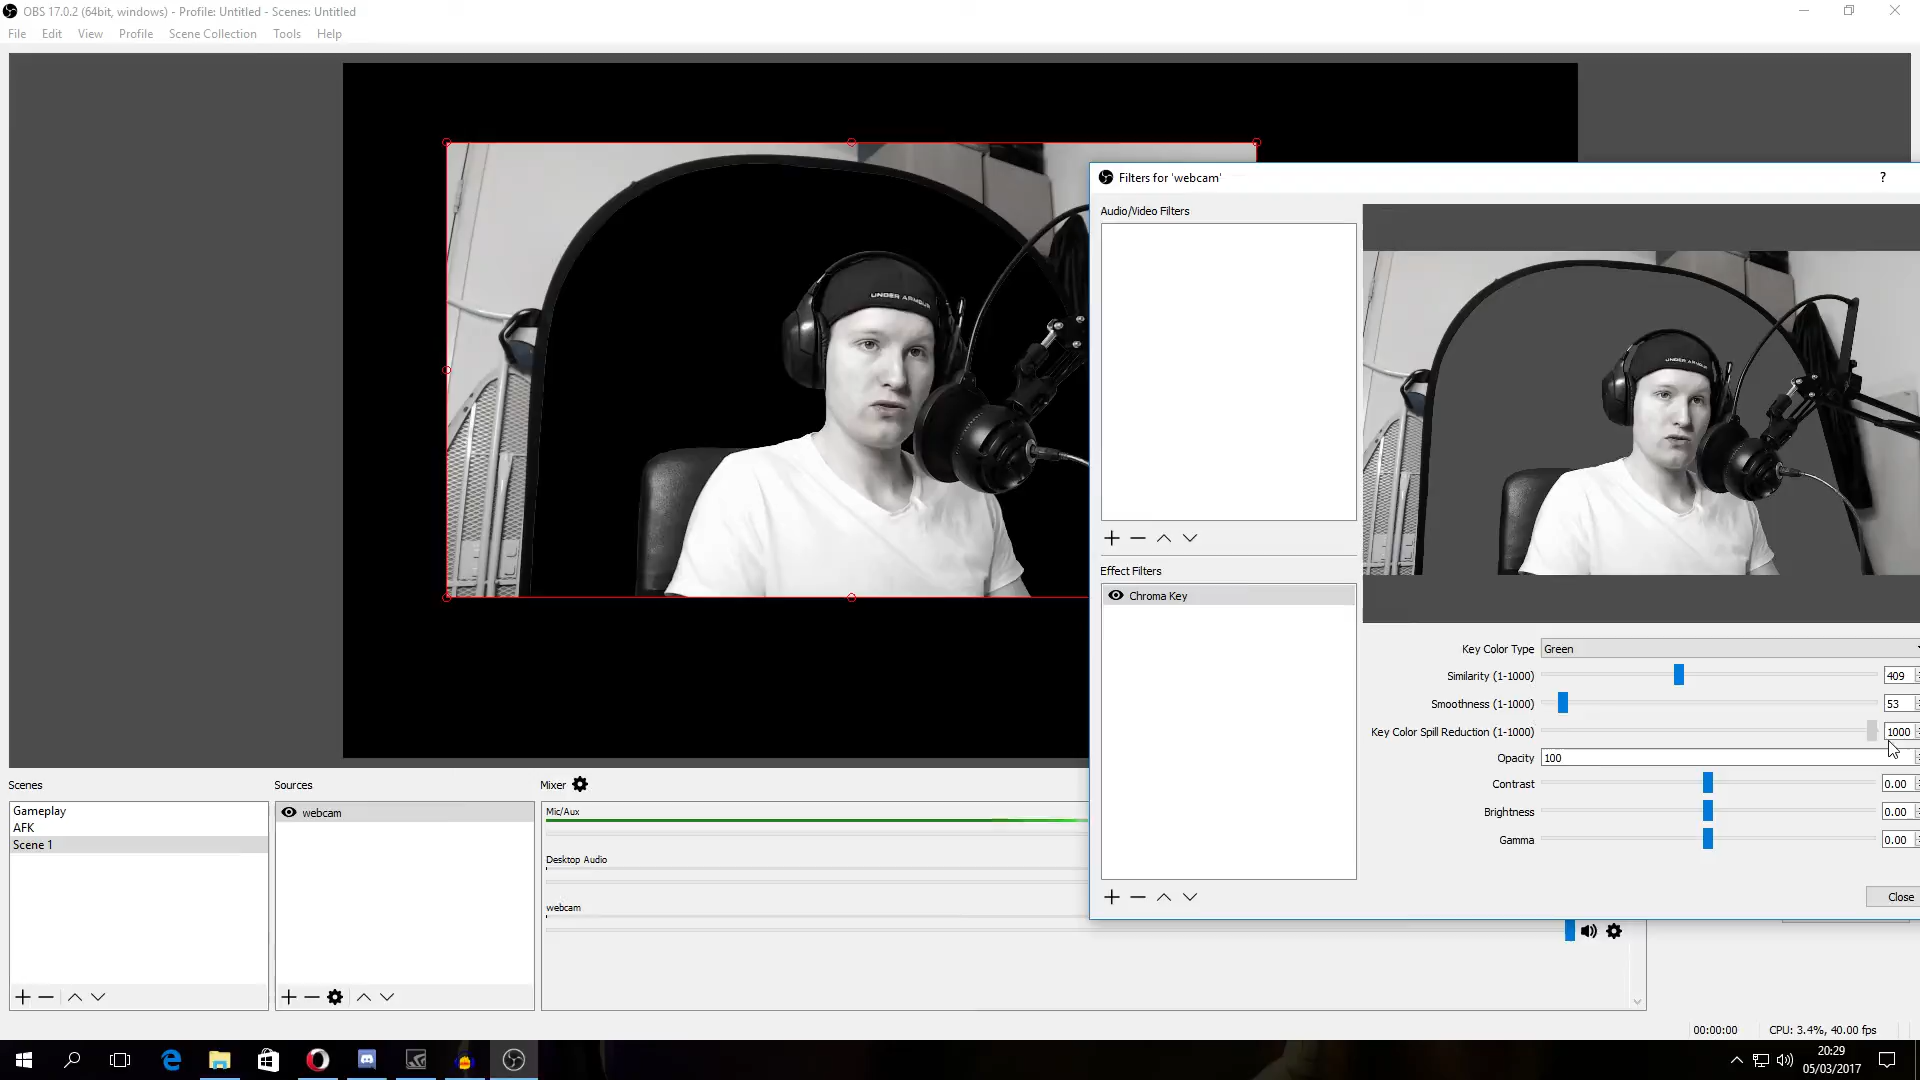 OBS 17.0.2 (64bit, windows) - Profile: Untitled - Scenes: Untitled
File Edit View Profile Scene Collection Tools Help
UNDER ARMOUR
Filters for 'webcam'
?
Audio/Video Filters
UNDER ARMOUR
Effect Filters
Chroma Key
Key Color Type Green
Similarity (1-1000) 409
Smoothness (1-1000) 53
Key Color Spill Reduction (1-1000) 1000
Opacity 100
Contrast 0.00
Brightness 0.00
Gamma 0.00
Close
Scenes
Gameplay
AFK
Scene 1
Sources
webcam
Mixer
Mic/Aux
Desktop Audio
webcam
00:00:00 CPU: 3.4%, 40.00 fps
20:29
05/03/2017